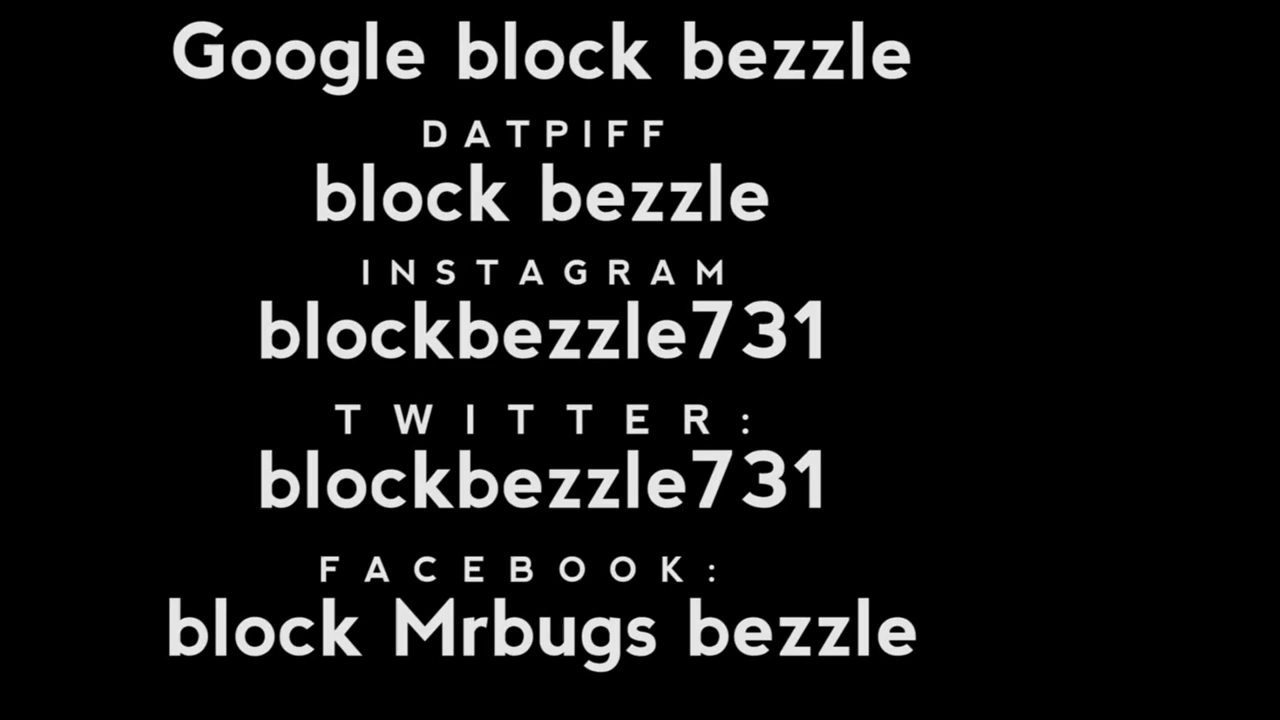 Google block bezzle
DATPIFF
block bezzle
INSTAGRAM
blockbezzle731
TWITTER:
blockbezzle731
FACEBOOK:
block Mrbugs bezzle